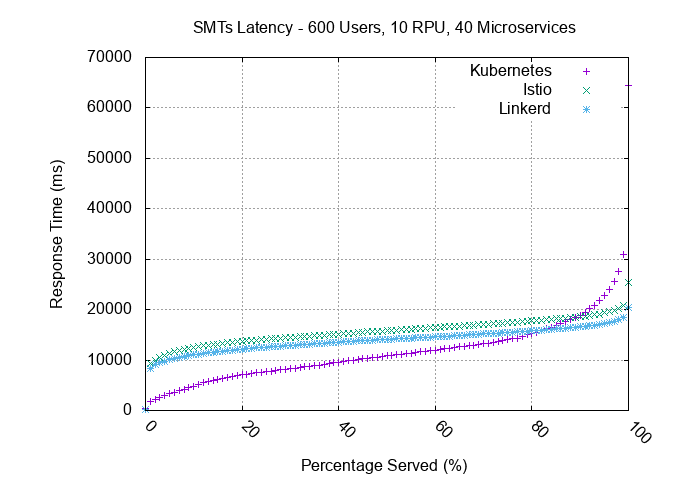 SMTs Latency - 600 Users, 10 RPU, 40 Microservices
70000
60000
50000
40000
30000
20000
10000
0
Kubernetes
Istio
Linkerd
Response Time (ms)
0
20
40
60
80
100
Percentage Served (%)